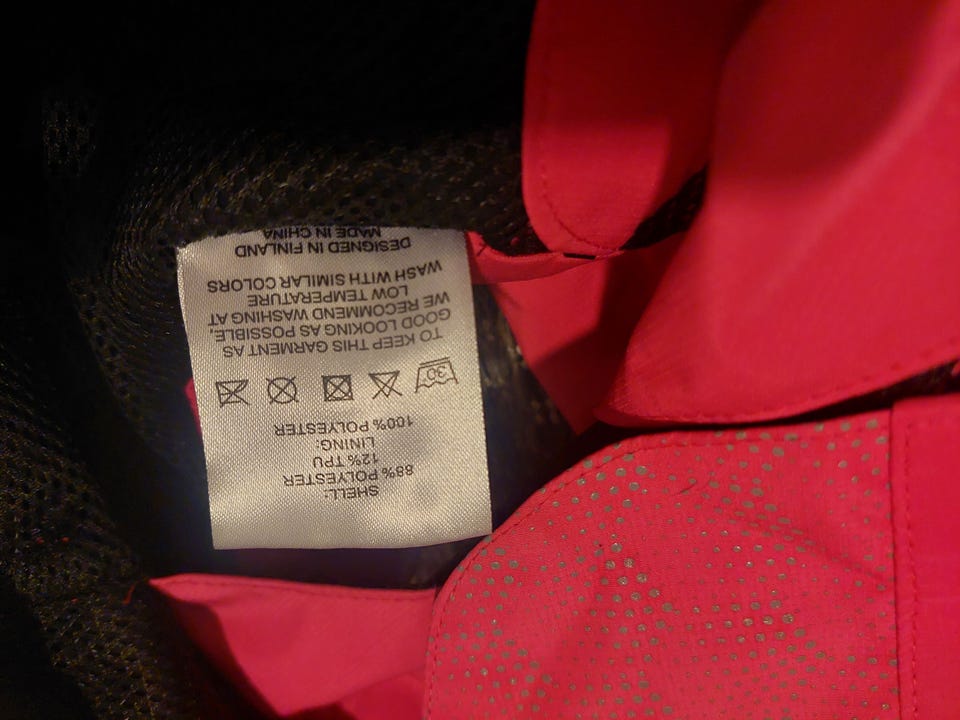 SHELL:
88% POLYESTER
12% TPU
LINING:
100% POLYESTER
30
TO KEEP THIS GARMENT AS
GOOD LOOKING AS POSSIBLE,
WE RECOMMEND WASHING AT
LOW TEMPERATURE
WASH WITH SIMILAR COLORS
DESIGNED IN FINLAND
MADE IN CHINA